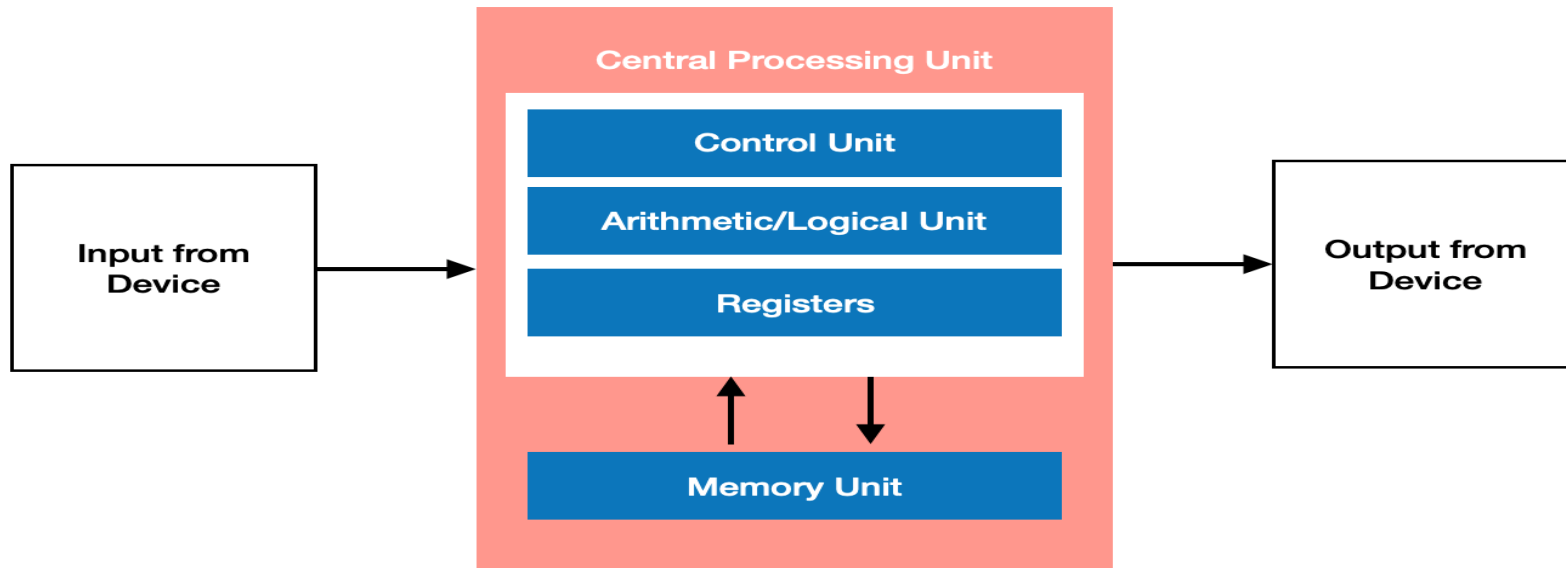 Central Processing Unit
Control Unit
Arithmetic/Logical Unit
Registers
Memory Unit
Input from
Device
Output from
Device